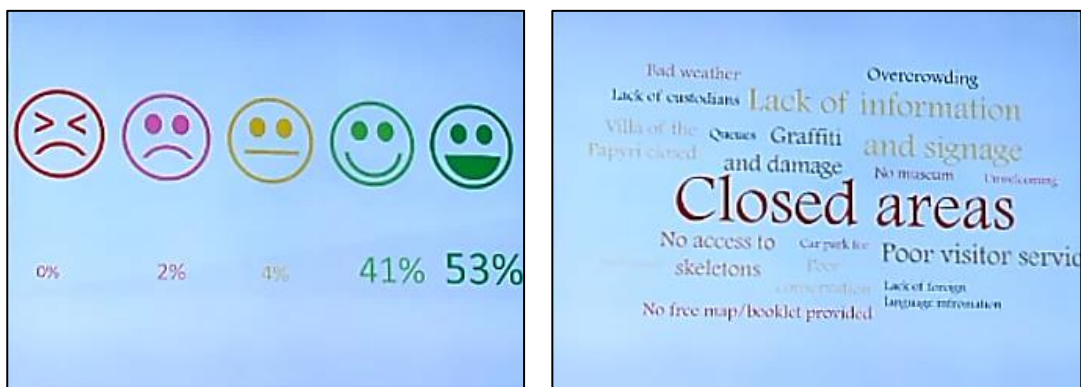 0% 2% 4% 41% 53%
Bad weather
Overcrowding
Lack of custodians
Lack of information
and signage
Villa of the
Papyri closed
Queues
Graffiti
and damage
No museum
Unwelcoming
Closed areas
No access to
skeletons
Car park fee
Poor
conservation
Poor visitor servic
Lack of foreign
language infromation
No free map/booklet provided